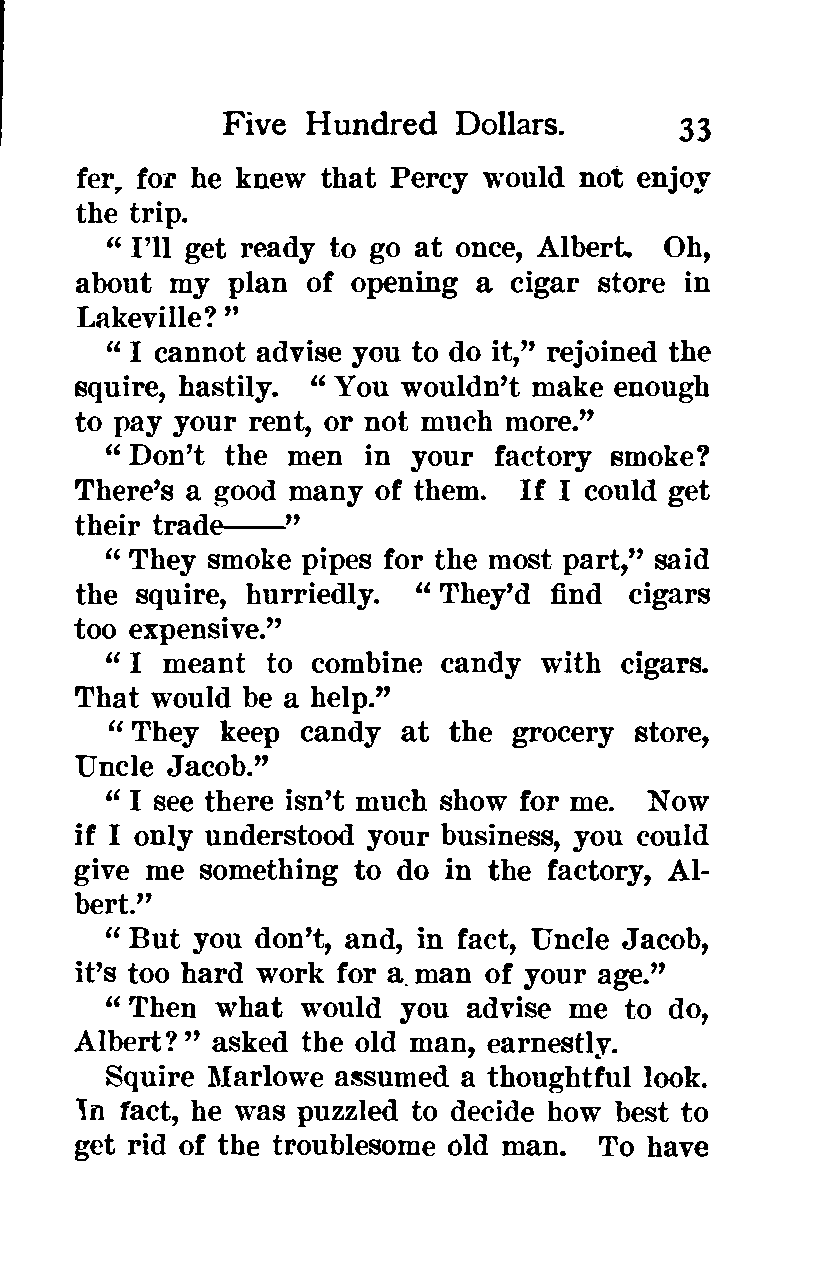 Five Hundred Dollars. 33
fer, for he knew that Percy would not enjoy
the trip.
“ I’ll get ready to go at once, Albert. Oh,
about my plan of opening a cigar store in
Lakeville? ”
“ I cannot advise you to do it,” rejoined the
squire, hastily. “ You wouldn’t make enough
to pay your rent, or not much more.”
“ Don’t the men in your factory smoke?
There’s a good many of them. If I could get
their trade——”
“ They smoke pipes for the most part,” said
the squire, hurriedly. “ They’d find cigars
too expensive.”
“ I meant to combine candy with cigars.
That would be a help.”
“ They keep candy at the grocery store,
Uncle Jacob.”
“ I see there isn’t much show for me. Now
if I only understood your business, you could
give me something to do in the factory, Al-
bert.”
“ But you don’t, and, in fact, Uncle Jacob,
it’s too hard work for a man of your age.”
“ Then what would you advise me to do,
Albert? ” asked the old man, earnestly.
Squire Marlowe assumed a thoughtful look.
In fact, he was puzzled to decide how best to
get rid of the troublesome old man. To have